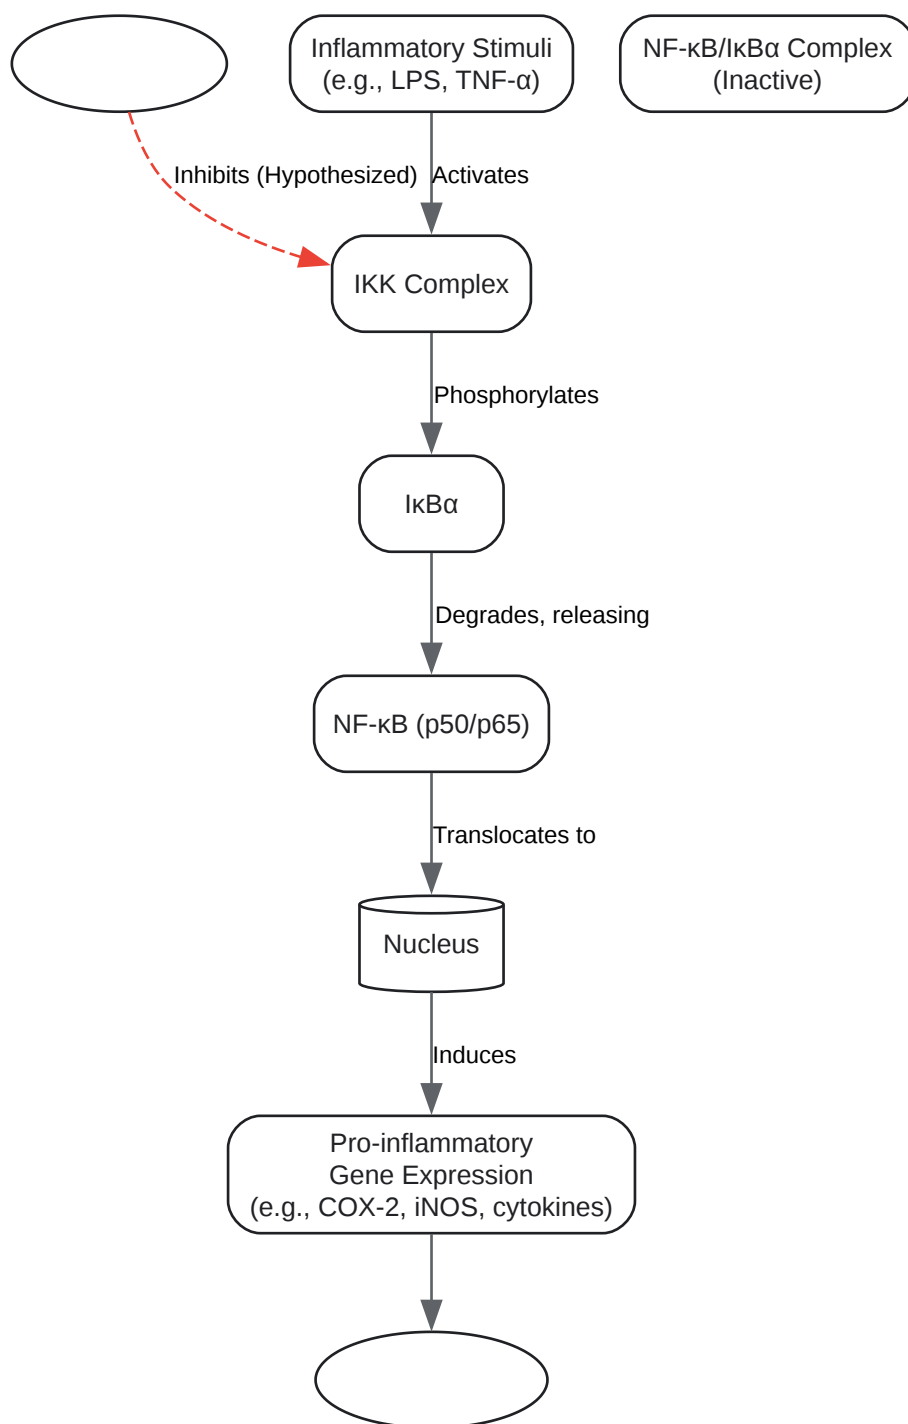 Inflammatory Stimuli
(e.g., LPS, TNF-α)
NF-κB/IκBα Complex
(Inactive)
Inhibits (Hypothesized)
Activates
IKK Complex
Phosphorylates
IκBα
Degrades, releasing
NF-κB (p50/p65)
Translocates to
Nucleus
Induces
Pro-inflammatory
Gene Expression
(e.g., COX-2, iNOS, cytokines)